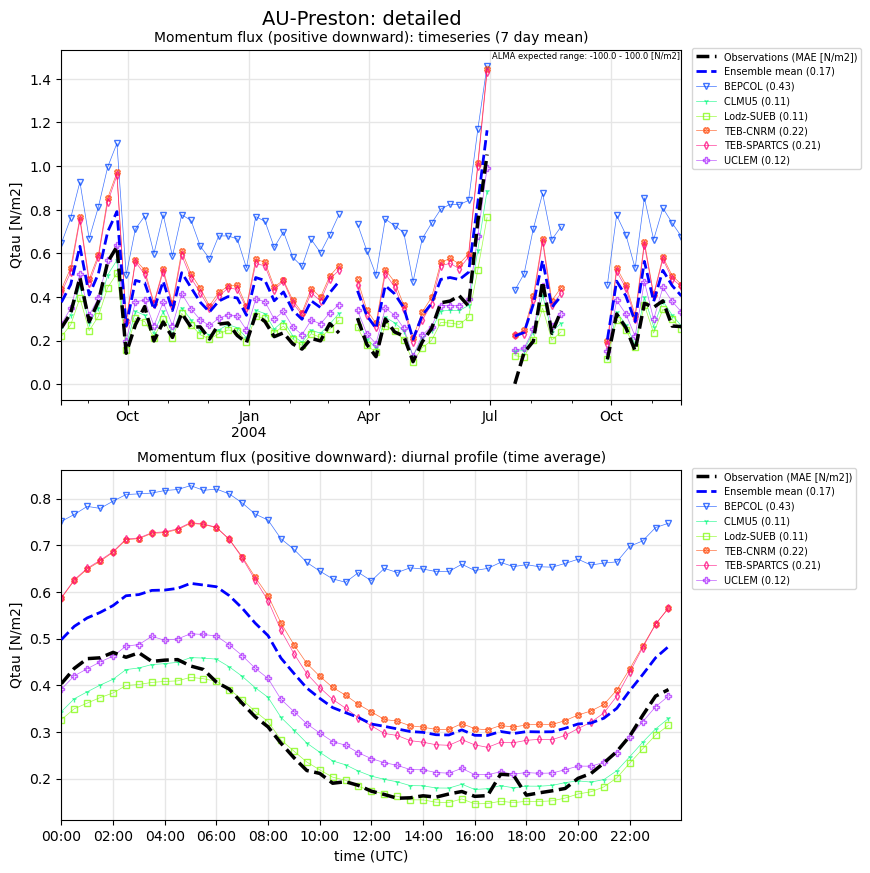 AU-Preston: detailed
Momentum flux (positive downward): timeseries (7 day mean)
ALMA expected range: -100.0 - 100.0 [N/m2]
Qtau [N/m2]
1.4
1.2
1.0
0.8
0.6
0.4
0.2
0.0
Oct
Jan
2004
Apr
Jul
Oct
Observations (MAE [N/m2])
Ensemble mean (0.17)
BEPCOL (0.43)
CLMU5 (0.11)
Lodz-SUEB (0.11)
TEB-CNRM (0.22)
TEB-SPARTCS (0.21)
UCLEM (0.12)
Momentum flux (positive downward): diurnal profile (time average)
Qtau [N/m2]
0.8
0.7
0.6
0.5
0.4
0.3
0.2
00:00 02:00 04:00 06:00 08:00 10:00 12:00 14:00 16:00 18:00 20:00 22:00
time (UTC)
Observation (MAE [N/m2])
Ensemble mean (0.17)
BEPCOL (0.43)
CLMU5 (0.11)
Lodz-SUEB (0.11)
TEB-CNRM (0.22)
TEB-SPARTCS (0.21)
UCLEM (0.12)